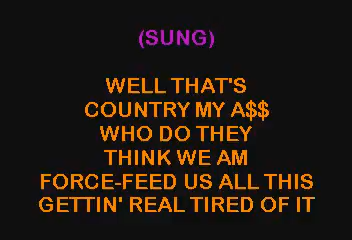 (SUNG)
WELL THAT'S
COUNTRY MY A$$
WHO DO THEY
THINK WE AM
FORCE-FEED US ALL THIS
GETTIN' REAL TIRED OF IT